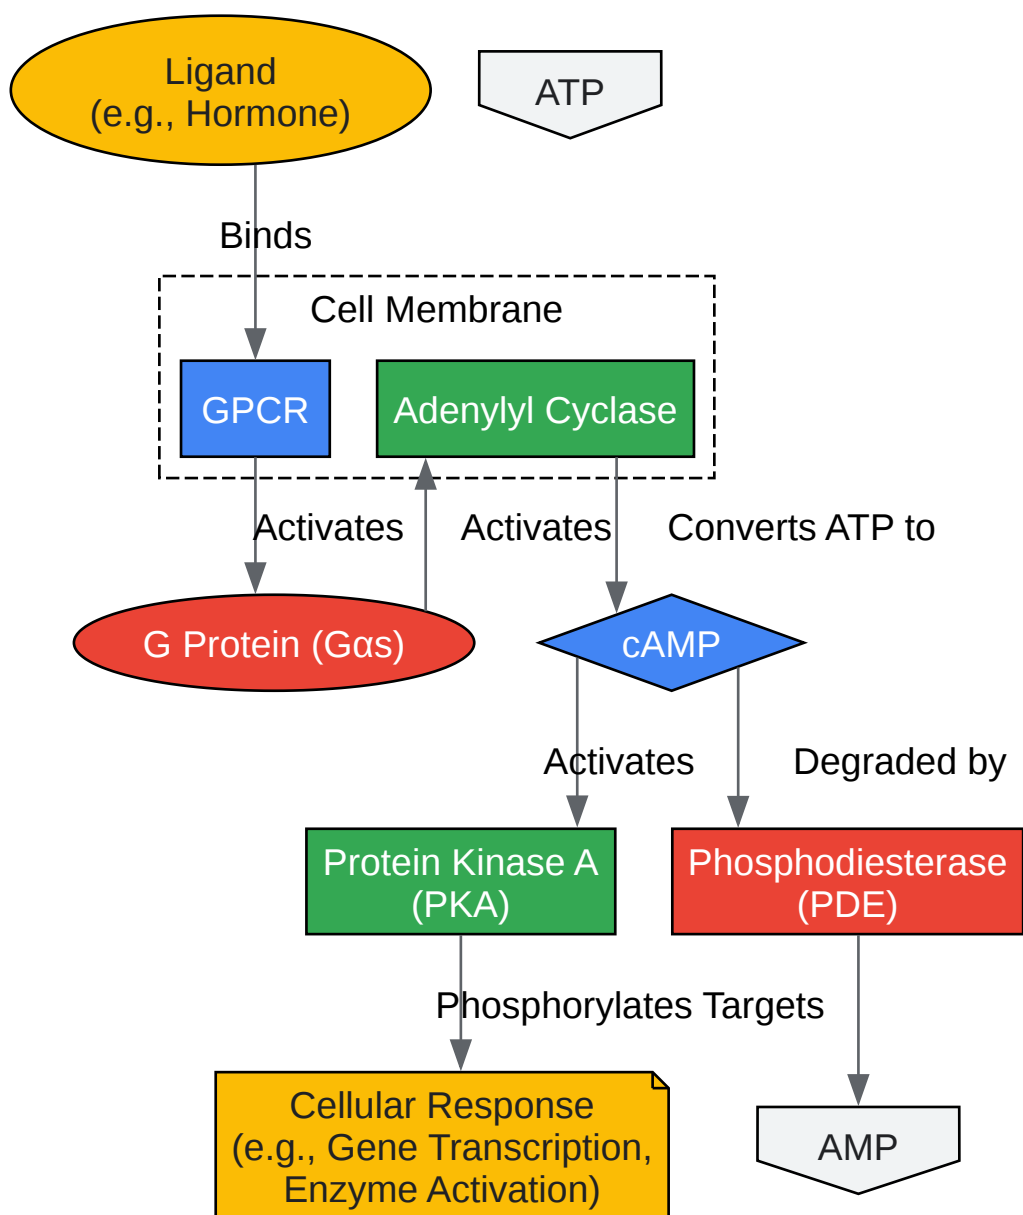 Ligand
(e.g., Hormone)
ATP
Binds
Cell Membrane
GPCR
Adenylyl Cyclase
Activates
Activates
Converts ATP to
G Protein (Gαs)
cAMP
Activates
Degraded by
Protein Kinase A
(PKA)
Phosphodiesterase
(PDE)
Phosphorylates Targets
Cellular Response
(e.g., Gene Transcription,
Enzyme Activation)
AMP